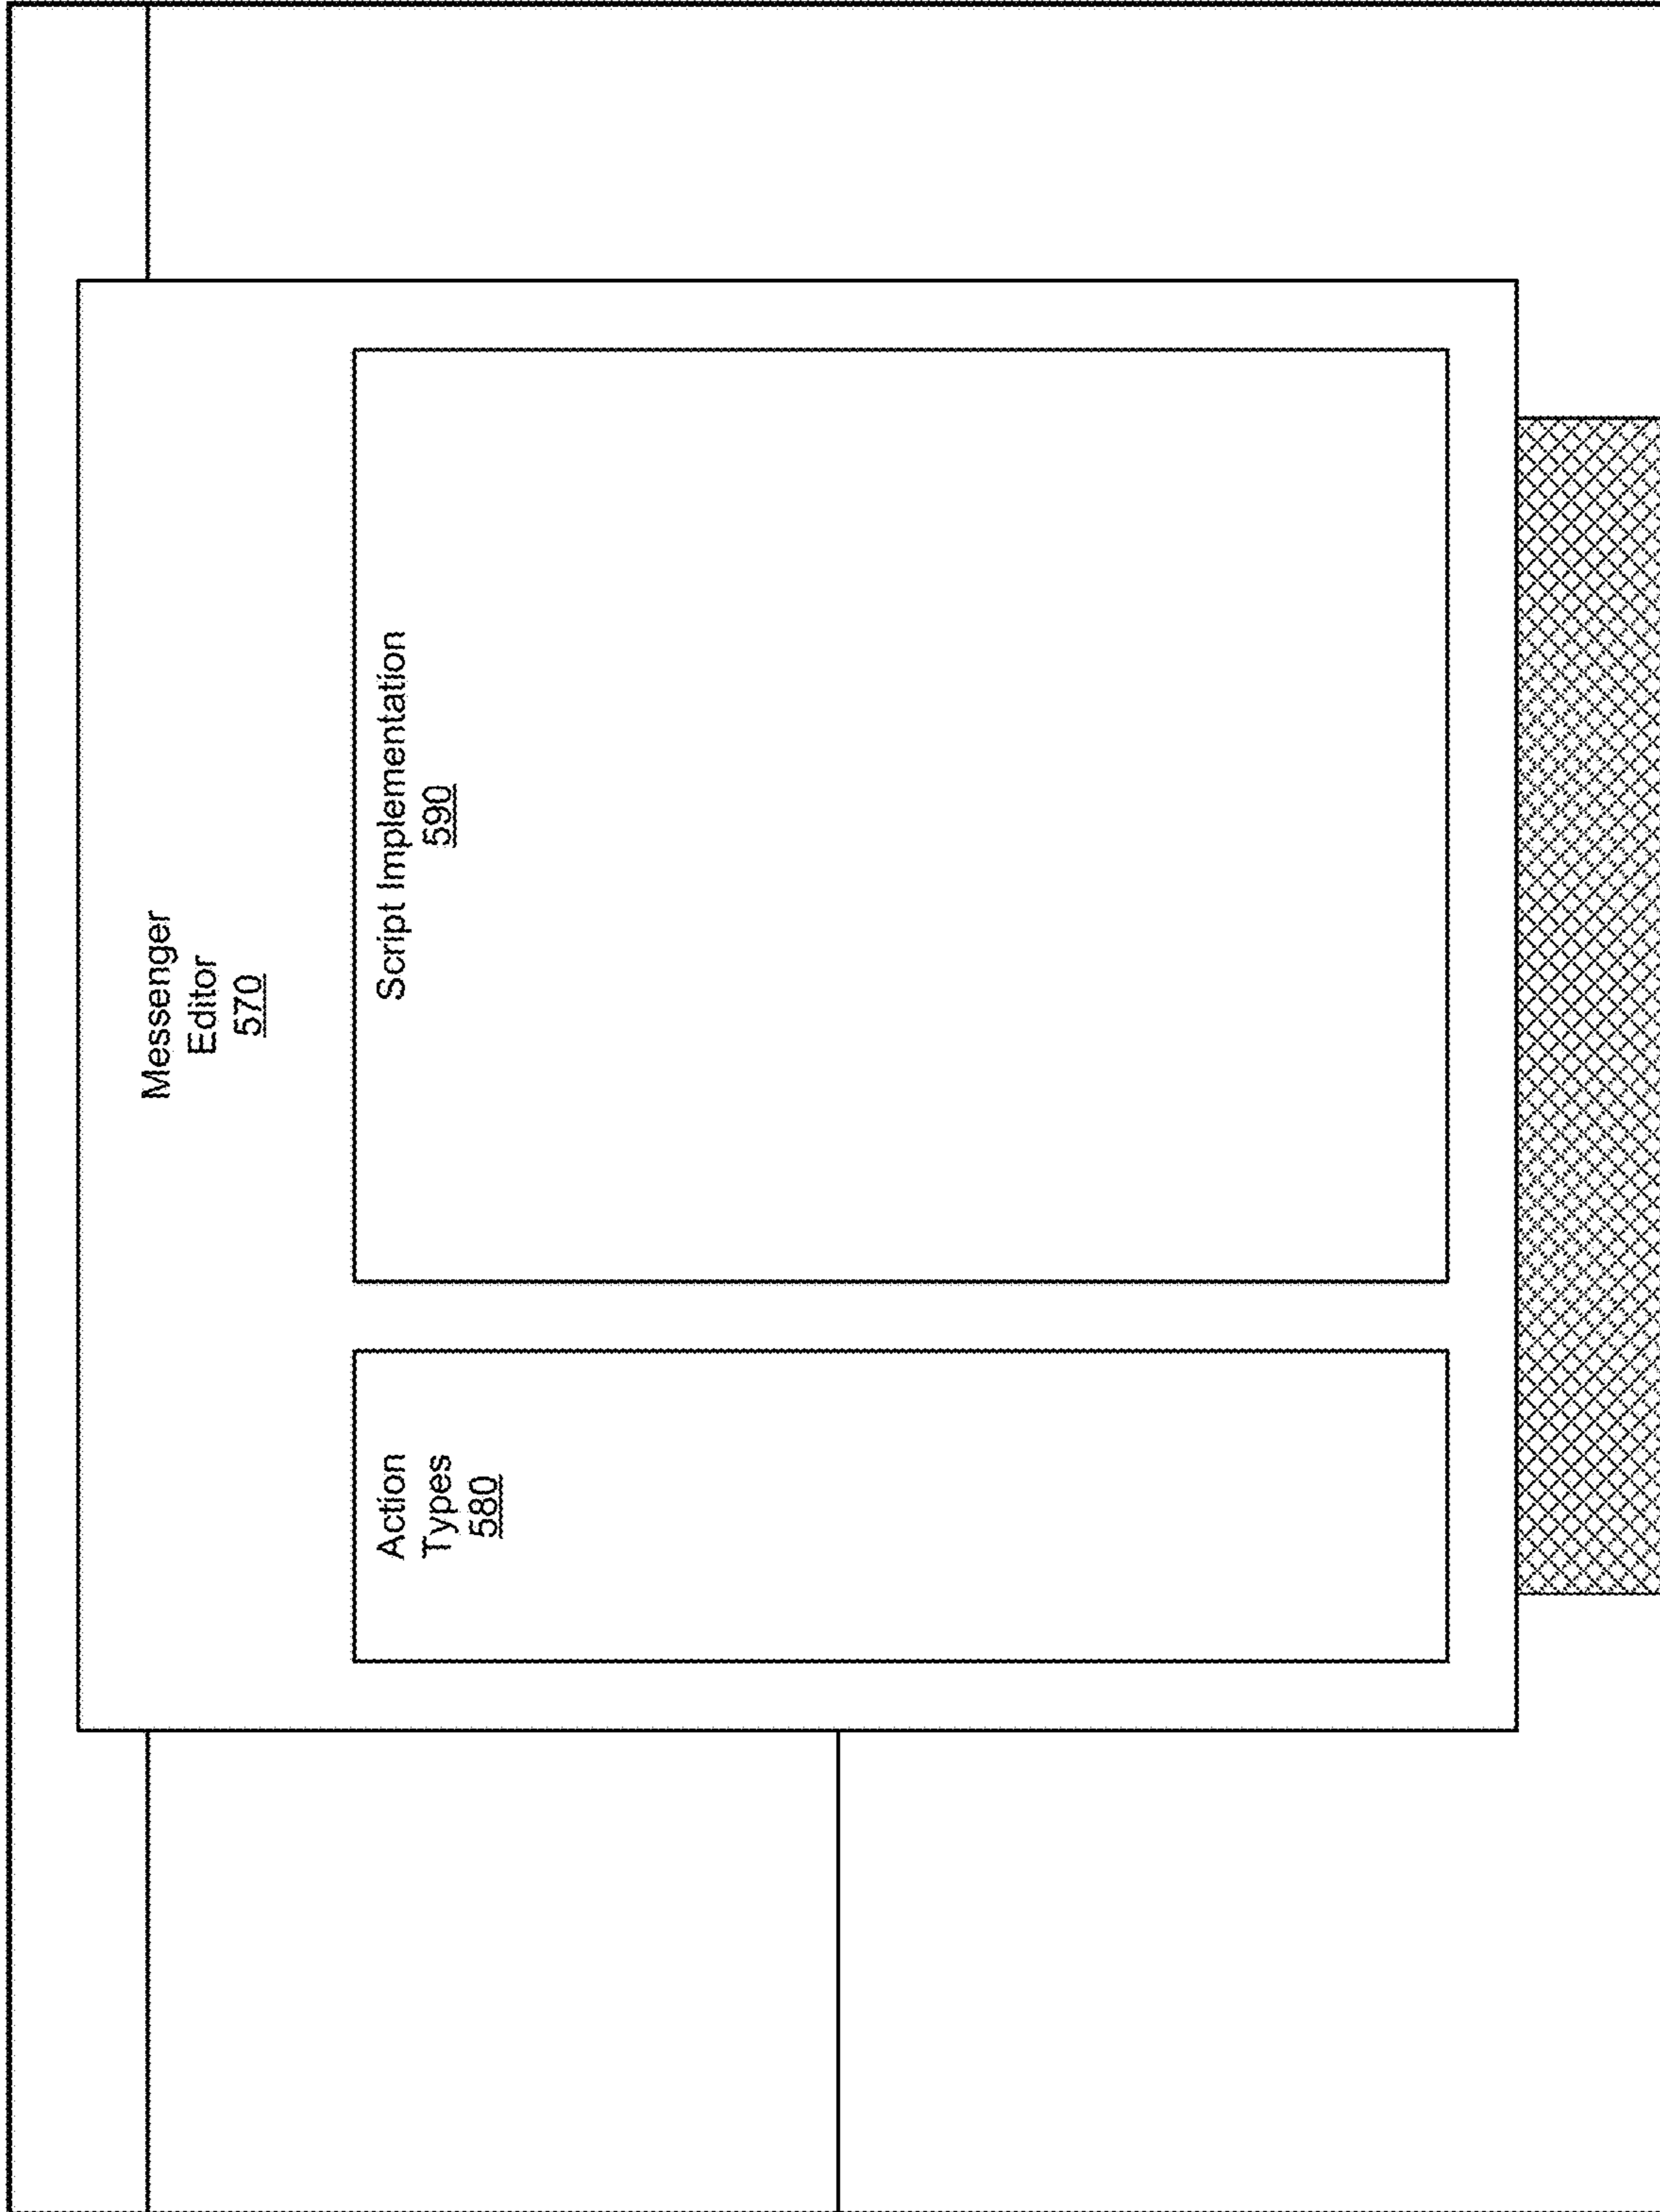 Messenger
Editor
570
Action
Types
580
Script Implementation
590